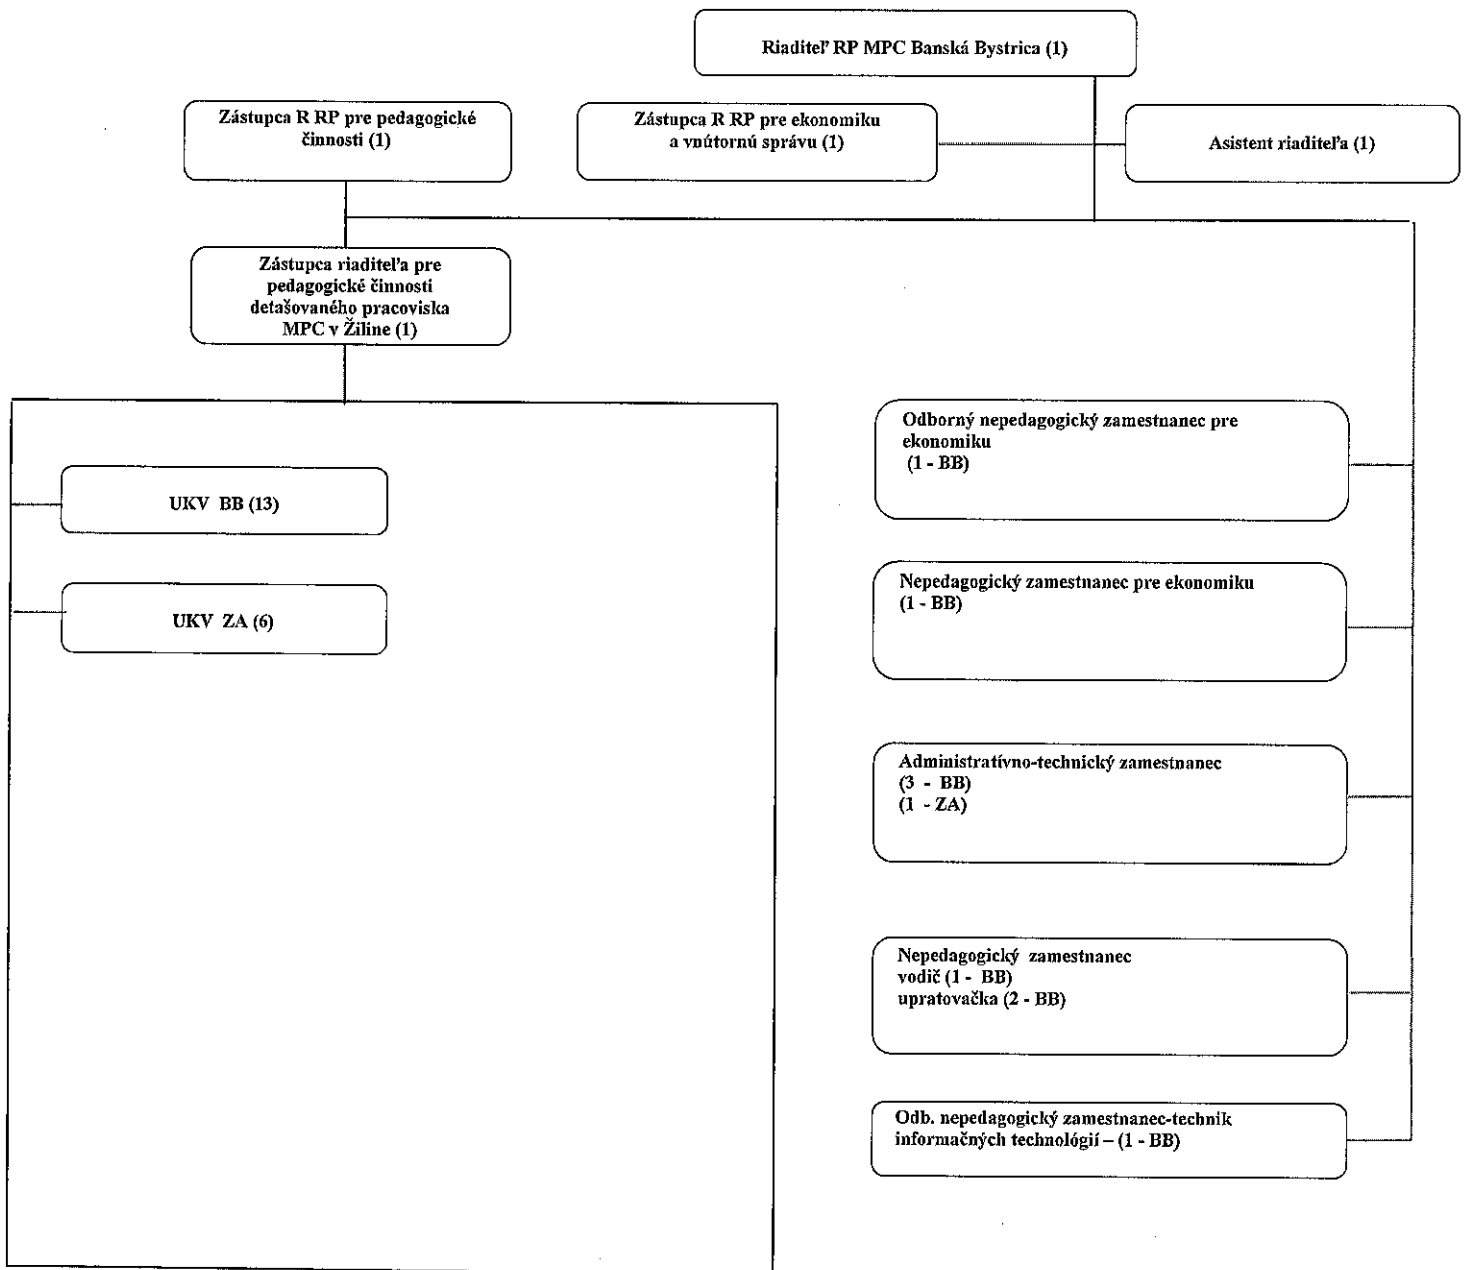 Riaditeľ RP MPC Banská Bystrica (1)
Zástupca R RP pre pedagogické
činnosti (1)
Zástupca R RP pre ekonomiku
a vnútornú správu (1)
Asistent riaditeľa (1)
Zástupca riaditeľa pre
pedagogické činnosti
detašovaného pracoviska
MPC v Žiline (1)
UKV BB (13)
UKV ZA (6)
Odborný nepedagogický zamestnanec pre
ekonomiku
(1 - BB)
Nepedagogický zamestnanec pre ekonomiku
(1 - BB)
Administratívno-technický zamestnanec
(3 - BB)
(1 - ZA)
Nepedagogický zamestnanec
vodič (1 - BB)
upratovačka (2 - BB)
Odb. nepedagogický zamestnanec-technik
informačných technológií – (1 - BB)